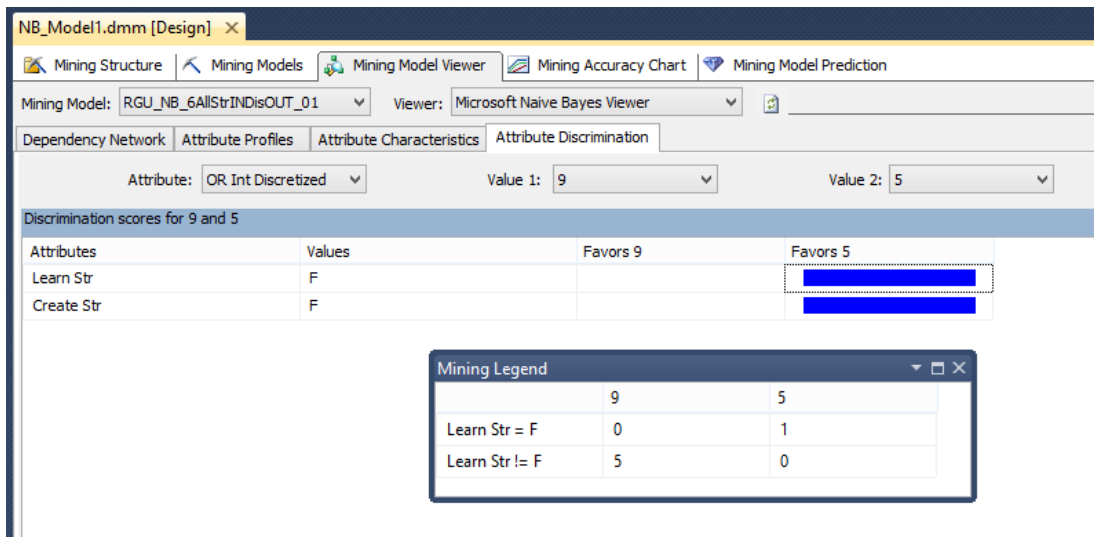 NB_Model1.dmm [Design] ×
Mining Structure Mining Models Mining Model Viewer Mining Accuracy Chart Mining Model Prediction
Mining Model: RGU_NB_6AllStrINDisOUT_01 Viewer: Microsoft Naive Bayes Viewer
Dependency Network Attribute Profiles Attribute Characteristics Attribute Discrimination
Attribute: OR Int Discretized Value 1: 9 Value 2: 5
Discrimination scores for 9 and 5
Attributes Values Favors 9 Favors 5
Learn Str F
Create Str F
Mining Legend
9 5
Learn Str = F 0 1
Learn Str != F 5 0